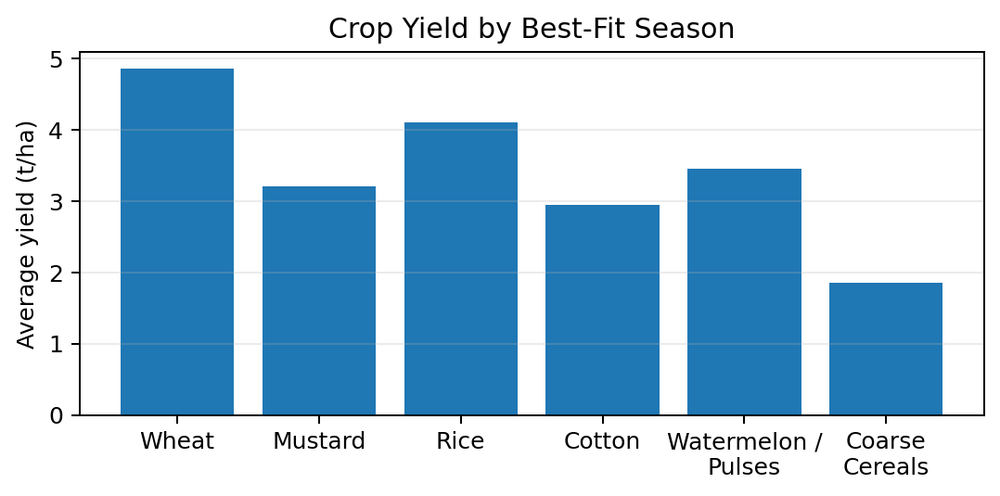 Crop Yield by Best-Fit Season
Average yield (t/ha)
5
4
3
2
1
0
Wheat
Mustard
Rice
Cotton
Watermelon /
Pulses
Coarse
Cereals